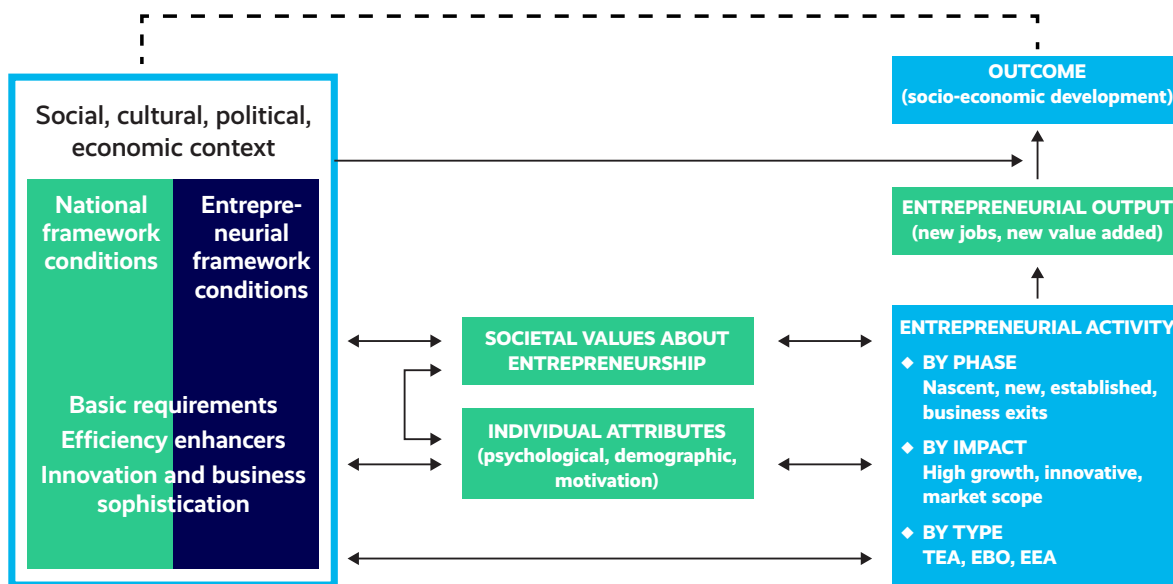 OUTCOME
(socio-economic development)
Social, cultural, political,
economic context
National
framework
conditions
Entrepre-
neurial
framework
conditions
Basic requirements
Efficiency enhancers
Innovation and business
sophistication
SOCIETAL VALUES ABOUT
ENTREPRENEURSHIP
INDIVIDUAL ATTRIBUTES
(psychological, demographic,
motivation)
ENTREPRENEURIAL OUTPUT
(new jobs, new value added)
ENTREPRENEURIAL ACTIVITY
◆ BY PHASE
Nascent, new, established,
business exits
◆ BY IMPACT
High growth, innovative,
market scope
◆ BY TYPE
TEA, EBO, EEA